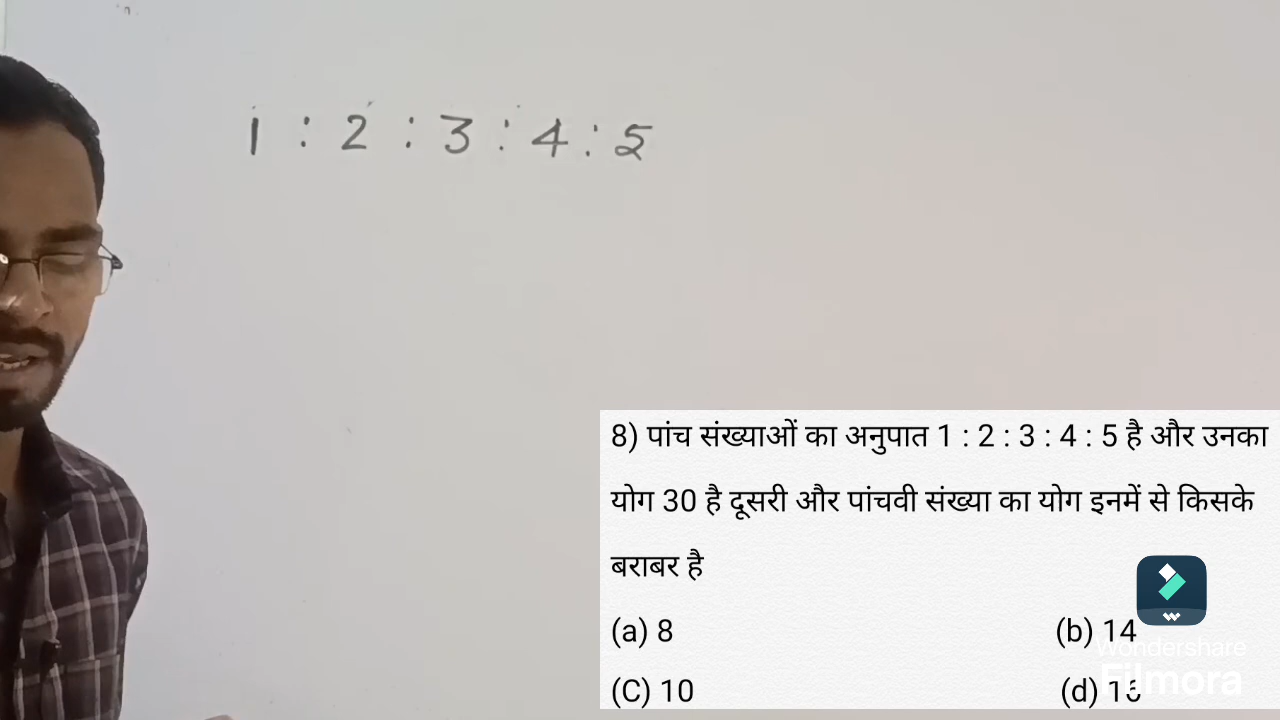 1 : 2 : 3 : 4 : 5
8) पांच संख्याओं का अनुपात 1 : 2 : 3 : 4 : 5 है और उनका
योग 30 है दूसरी और पांचवी संख्या का योग इनमें से किसके
बराबर है
(a) 8 (b) 14
(C) 10 (d) 16
Wondershare
Filmora